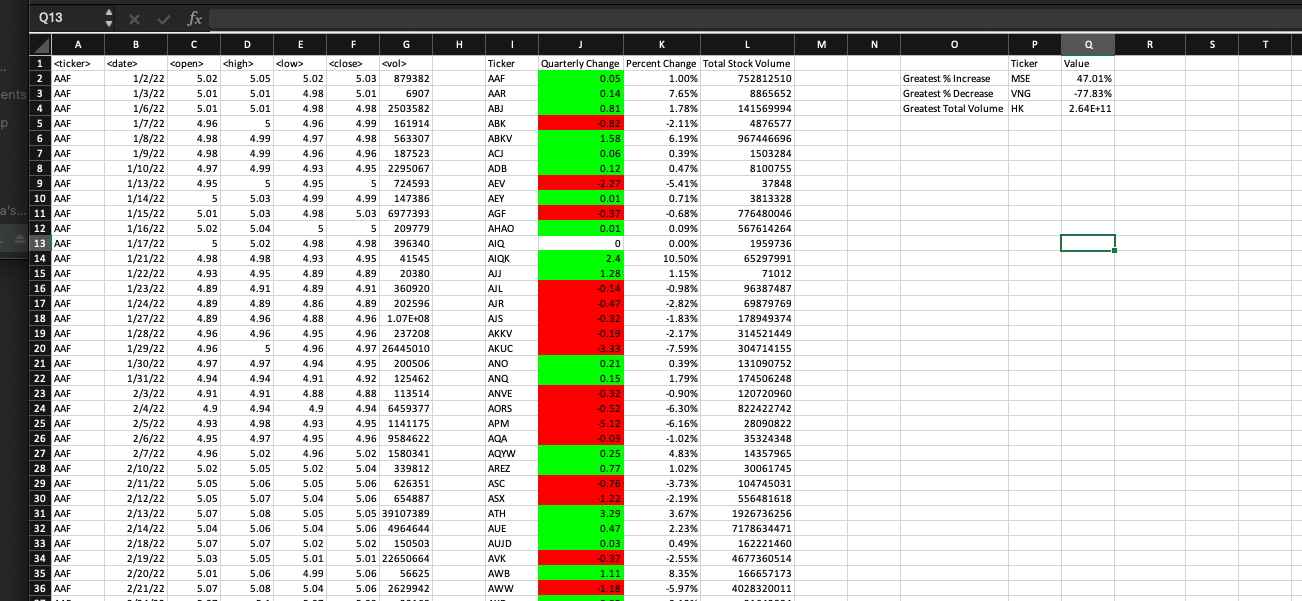 Q13 fx
A B C D E F G H I J K L M N O P Q R S T
1 <ticker> <date> <open> <high> <low> <close> <vol> Ticker Quarterly Change Percent Change Total Stock Volume Ticker Value
2 AAF 1/2/22 5.02 5.05 5.02 5.03 879382 AAF 0.05 1.00% 752812510 Greatest % Increase MSE 47.01%
3 AAF 1/3/22 5.01 5.01 4.98 5.01 6907 AAR 0.14 7.65% 8865652 Greatest % Decrease VNG -77.83%
4 AAF 1/6/22 5.01 5.01 4.98 4.98 2503582 ABJ 0.81 1.78% 141569994 Greatest Total Volume HK 2.64E+11
5 AAF 1/7/22 4.96 5 4.96 4.99 161914 ABK -0.82 -2.11% 4876577
6 AAF 1/8/22 4.98 4.99 4.97 4.98 563307 ABKV 1.58 6.19% 967446696
7 AAF 1/9/22 4.98 4.99 4.96 4.96 187523 ACJ 0.06 0.39% 1503284
8 AAF 1/10/22 4.97 4.99 4.93 4.95 2295067 ADB 0.12 0.47% 8100755
9 AAF 1/13/22 4.95 5 4.95 5 724593 AEV -2.27 -5.41% 37848
10 AAF 1/14/22 5 5.03 4.99 4.99 147386 AEY 0.01 0.71% 3813328
11 AAF 1/15/22 5.01 5.03 4.98 5.03 6977393 AGF -0.37 -0.68% 776480046
12 AAF 1/16/22 5.02 5.04 5 5 209779 AHAO 0.01 0.09% 567614264
13 AAF 1/17/22 5 5.02 4.98 4.98 396340 AIQ 0 0.00% 1959736
14 AAF 1/21/22 4.98 4.98 4.93 4.95 41545 AIQK 2.4 10.50% 65297991
15 AAF 1/22/22 4.93 4.95 4.89 4.89 20380 AJJ 1.28 1.15% 71012
16 AAF 1/23/22 4.89 4.91 4.89 4.91 360920 AJL -0.14 -0.98% 96387487
17 AAF 1/24/22 4.89 4.89 4.86 4.89 202596 AJR -0.47 -2.82% 69879769
18 AAF 1/27/22 4.89 4.96 4.88 4.96 1.07E+08 AJS -0.32 -1.83% 178949374
19 AAF 1/28/22 4.96 4.96 4.95 4.96 237208 AKKV -0.19 -2.17% 314521449
20 AAF 1/29/22 4.96 5 4.96 4.97 26445010 AKUC -3.33 -7.59% 304714155
21 AAF 1/30/22 4.97 4.97 4.94 4.95 200506 ANO 0.21 0.39% 131090752
22 AAF 1/31/22 4.94 4.94 4.91 4.92 125462 ANQ 0.15 1.79% 174506248
23 AAF 2/3/22 4.91 4.91 4.88 4.88 113514 ANVE -0.32 -0.90% 120720960
24 AAF 2/4/22 4.9 4.94 4.9 4.94 6459377 AORS -0.52 -6.30% 822422742
25 AAF 2/5/22 4.93 4.98 4.93 4.95 1141175 APM -5.12 -6.16% 28090822
26 AAF 2/6/22 4.95 4.97 4.95 4.96 9584622 AQA -0.03 -1.02% 35324348
27 AAF 2/7/22 4.96 5.02 4.96 5.02 1580341 AQYW 0.25 4.83% 14357965
28 AAF 2/10/22 5.02 5.05 5.02 5.04 339812 AREZ 0.77 1.02% 30061745
29 AAF 2/11/22 5.05 5.07 5.05 5.06 626351 ASC -0.76 -3.73% 104745031
30 AAF 2/12/22 5.05 5.07 5.04 5.06 654887 ASX -1.22 -2.19% 556481618
31 AAF 2/13/22 5.07 5.08 5.05 5.05 39107389 ATH 3.29 3.67% 1926736256
32 AAF 2/14/22 5.04 5.06 5.04 5.06 4964644 AUE 0.47 2.23% 7178634471
33 AAF 2/18/22 5.07 5.07 5.02 5.02 150503 AUJD 0.03 0.49% 162221460
34 AAF 2/19/22 5.03 5.05 5.01 5.01 22650664 AVK -0.37 -2.55% 4677360514
35 AAF 2/20/22 5.01 5.06 4.99 5.06 56625 AWB 1.11 8.35% 166657173
36 AAF 2/21/22 5.07 5.08 5.04 5.06 2629942 AWW -1.18 -5.97% 4028320011